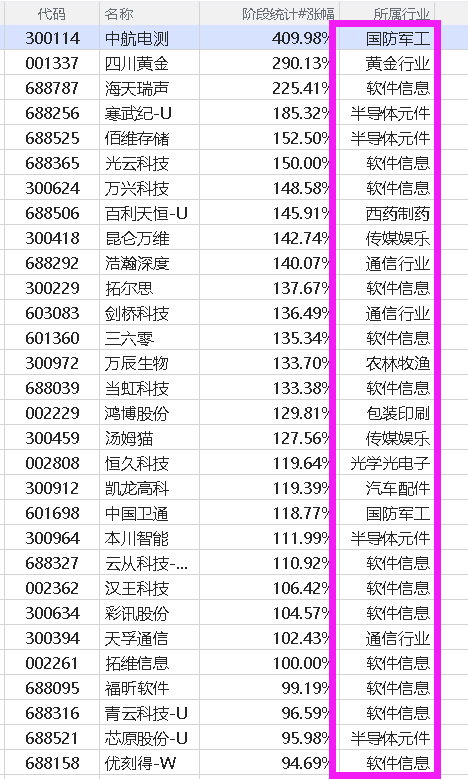 代码 名称 阶段统计#涨幅 所属行业
300114 中航电测 409.98% 国防军工
001337 四川黄金 290.13% 黄金行业
688787 海天瑞声 225.41% 软件信息
688256 寒武纪-U 185.32% 半导体元件
688525 佰维存储 152.50% 半导体元件
688365 光云科技 150.00% 软件信息
300624 万兴科技 148.58% 软件信息
688506 百利天恒-U 145.91% 西药制药
300418 昆仑万维 142.74% 传媒娱乐
688292 浩瀚深度 140.07% 通信行业
300229 拓尔思 137.67% 软件信息
603083 剑桥科技 136.49% 通信行业
601360 三六零 135.34% 软件信息
300972 万辰生物 133.70% 农林牧渔
688039 当虹科技 133.38% 软件信息
002229 鸿博股份 129.81% 包装印刷
300459 汤姆猫 127.56% 传媒娱乐
002808 恒久科技 119.64% 光学光电子
300912 凯龙高科 119.39% 汽车配件
601698 中国卫通 118.77% 国防军工
300964 本川智能 111.99% 半导体元件
688327 云从科技-... 110.92% 软件信息
002362 汉王科技 106.42% 软件信息
300634 彩讯股份 104.57% 软件信息
300394 天孚通信 102.43% 通信行业
002261 拓维信息 100.00% 软件信息
688095 福昕软件 99.19% 软件信息
688316 青云科技-U 96.59% 软件信息
688521 芯原股份-U 95.98% 半导体元件
688158 优刻得-W 94.69% 软件信息